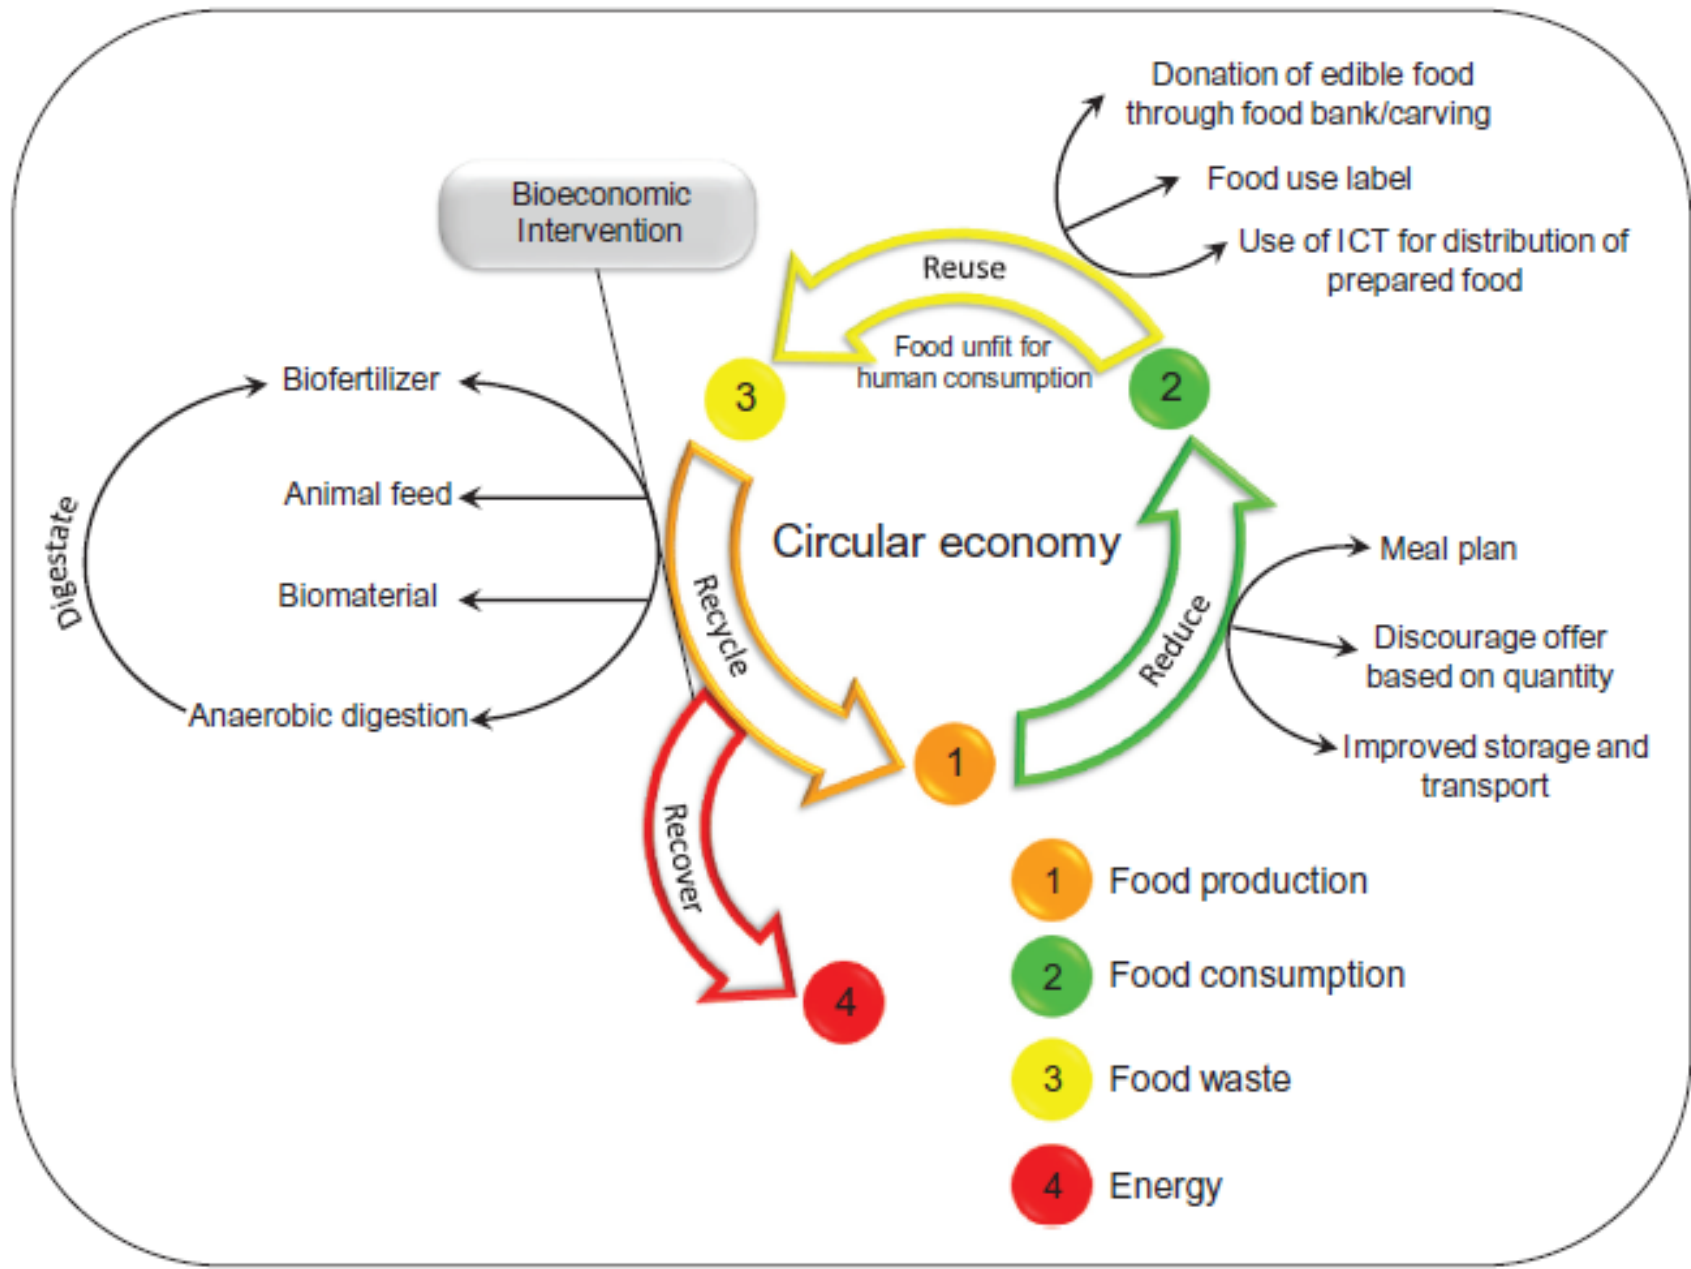 Donation of edible food
through food bank/carving
Food use label
Use of ICT for distribution of
prepared food
Bioeconomic
Intervention
Reuse
Food unfit for
human consumption
3
2
Biofertilizer
Animal feed
Biomaterial
Anaerobic digestion
Digestate
Circular economy
Recycle
Reduce
Meal plan
Discourage offer
based on quantity
Improved storage and
transport
1
Recover
4
1 Food production
2 Food consumption
3 Food waste
4 Energy